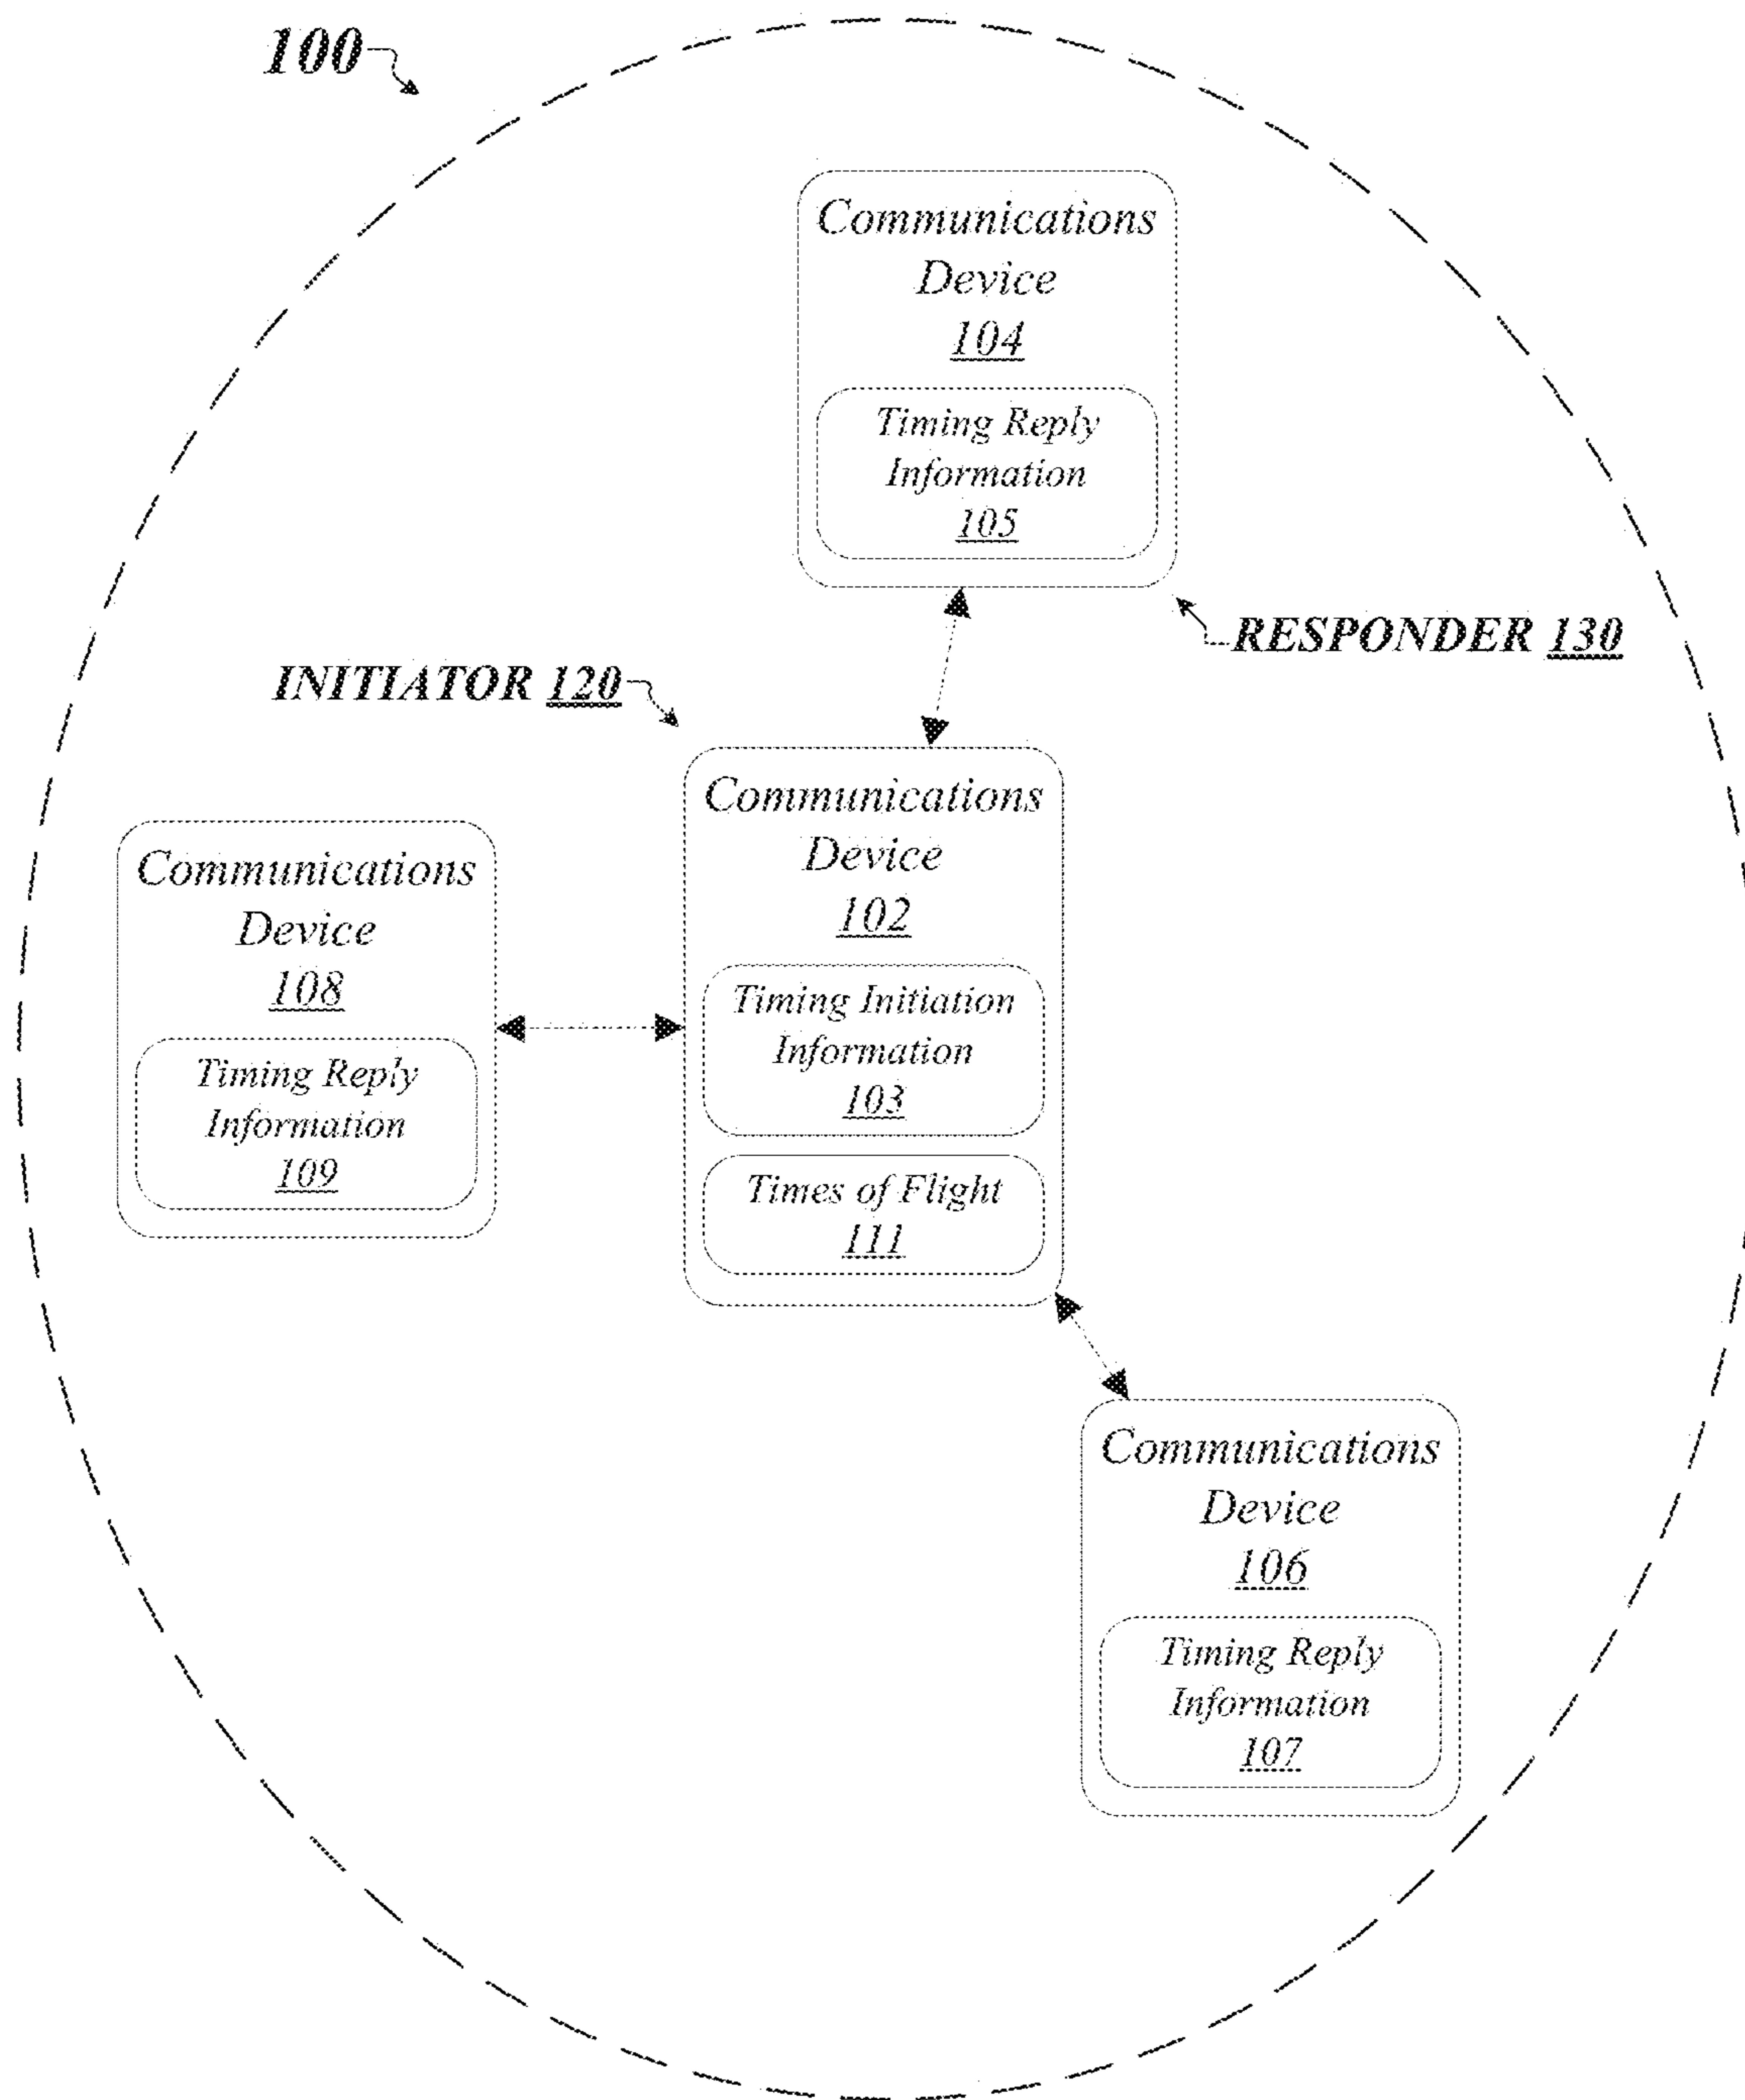 100
Communications
Device
104
Timing Reply
Information
105
RESPONDER 130
INITIATOR 120
Communications
Device
102
Timing Initiation
Information
103
Times of Flight
111
Communications
Device
108
Timing Reply
Information
109
Communications
Device
106
Timing Reply
Information
107